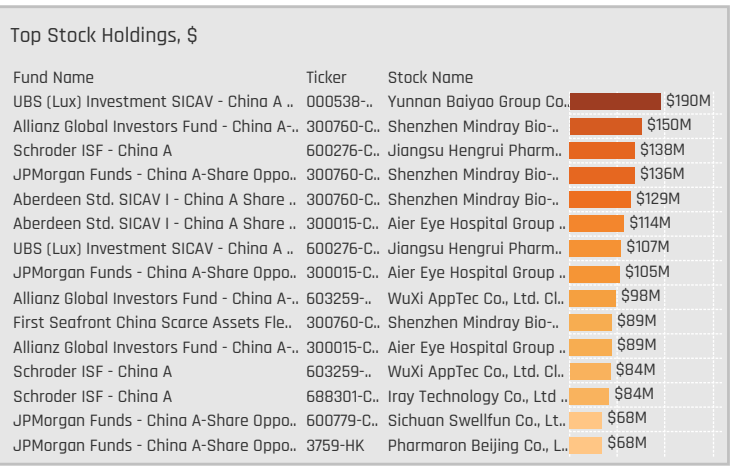 Top Stock Holdings, $
Fund Name Ticker Stock Name
UBS (Lux) Investment SICAV - China A .. 000538-.. Yunnan Baiyao Group Co.. $190M
Allianz Global Investors Fund - China A-.. 300760-C.. Shenzhen Mindray Bio-.. $150M
Schroder ISF - China A 600276-C.. Jiangsu Hengrui Pharm.. $138M
JPMorgan Funds - China A-Share Oppo.. 300760-C.. Shenzhen Mindray Bio-.. $136M
Aberdeen Std. SICAV I - China A Share .. 300760-C.. Shenzhen Mindray Bio-.. $129M
Aberdeen Std. SICAV I - China A Share .. 300015-C.. Aier Eye Hospital Group .. $114M
UBS (Lux) Investment SICAV - China A .. 600276-C.. Jiangsu Hengrui Pharm.. $107M
JPMorgan Funds - China A-Share Oppo.. 300015-C.. Aier Eye Hospital Group .. $105M
Allianz Global Investors Fund - China A-.. 603259-.. WuXi AppTec Co., Ltd. Cl.. $98M
First Seafront China Scarce Assets Fle.. 300760-C.. Shenzhen Mindray Bio-.. $89M
Allianz Global Investors Fund - China A-.. 300015-C.. Aier Eye Hospital Group .. $89M
Schroder ISF - China A 603259-.. WuXi AppTec Co., Ltd. Cl.. $84M
Schroder ISF - China A 688301-C.. Iray Technology Co., Ltd .. $84M
JPMorgan Funds - China A-Share Oppo.. 600779-C.. Sichuan Swellfun Co., Lt.. $68M
JPMorgan Funds - China A-Share Oppo.. 3759-HK Pharmaron Beijing Co., L.. $68M